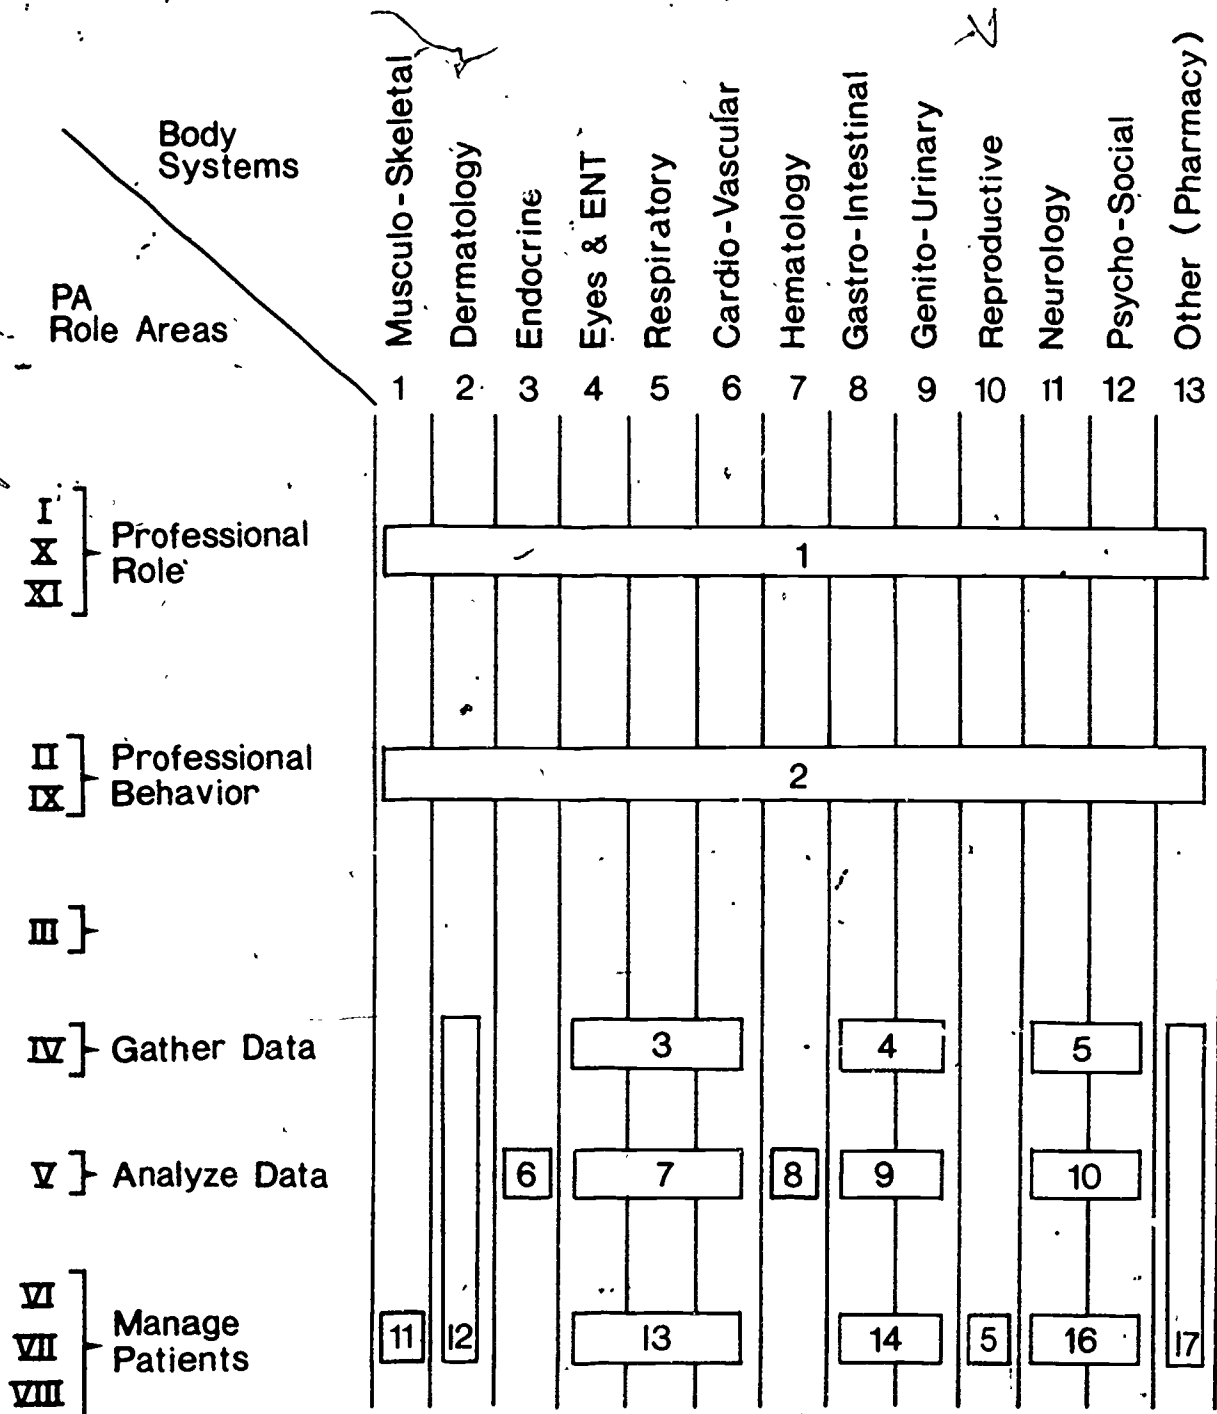 Body
Systems
PA
Role Areas
Musculo-Skeletal
Dermatology
Endocrine
Eyes & ENT
Respiratory
Cardio-Vascular
Hematology
Gastro-Intestinal
Genito-Urinary
Reproductive
Neurology
Psycho-Social
Other (Pharmacy)
1 2 3 4 5 6 7 8 9 10 11 12 13
I
X
XI
Professional
Role
1
II
IX
Professional
Behavior
2
III
IV Gather Data 3 4 5
V Analyze Data 6 7 8 9 10
VI
VII
VIII
Manage
Patients
11 12 13 14 5 16 17